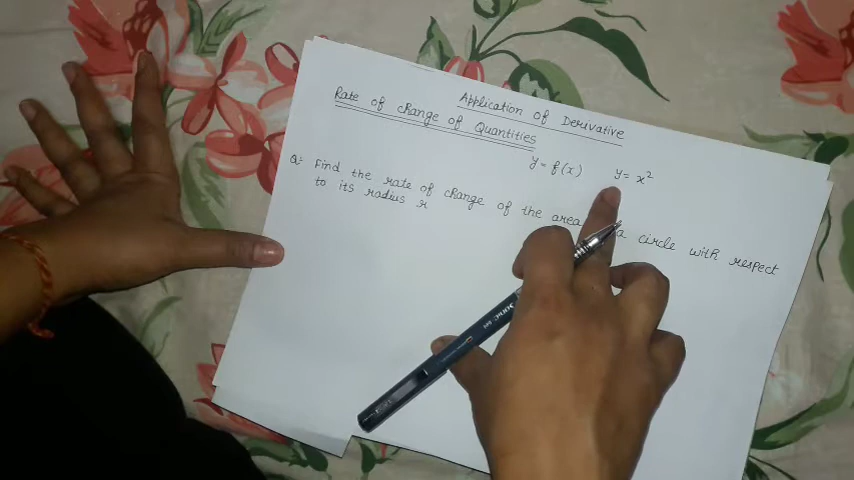 Application of Derivative
Rate of change of Quantities
y = f(x) y = x²
Q:- Find the rate of change of the area a circle with respect
to its radius r